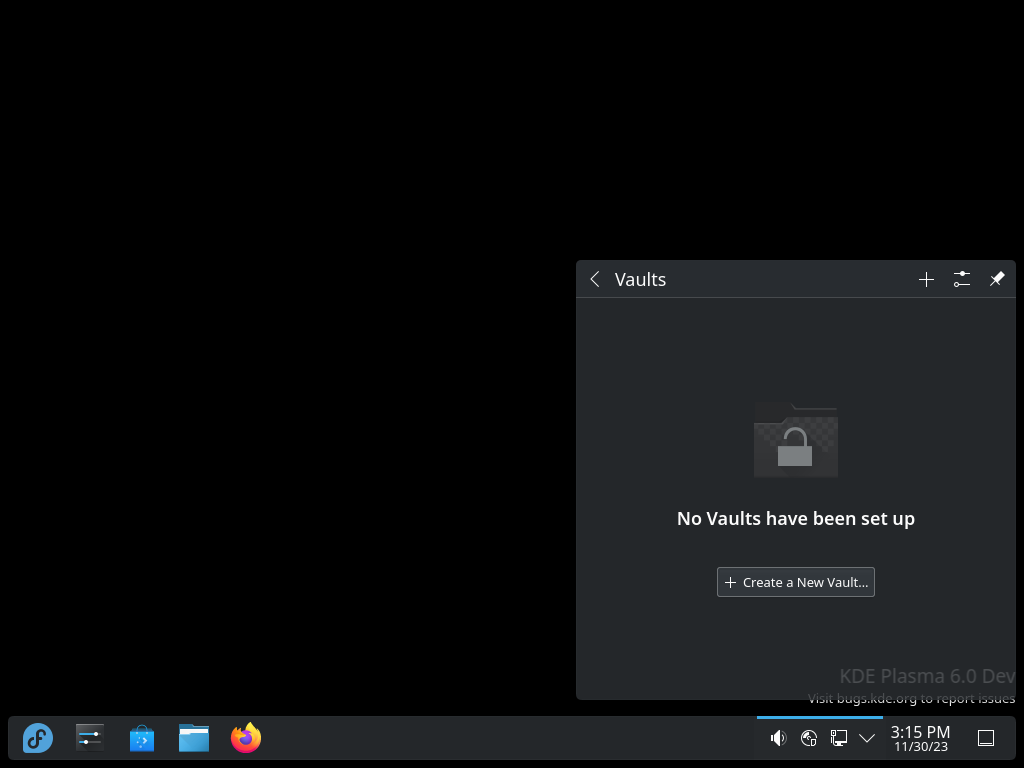 Vaults
No Vaults have been set up
Create a New Vault...
KDE Plasma 6.0 Dev
Visit bugs.kde.org to report issues
3:15 PM
11/30/23